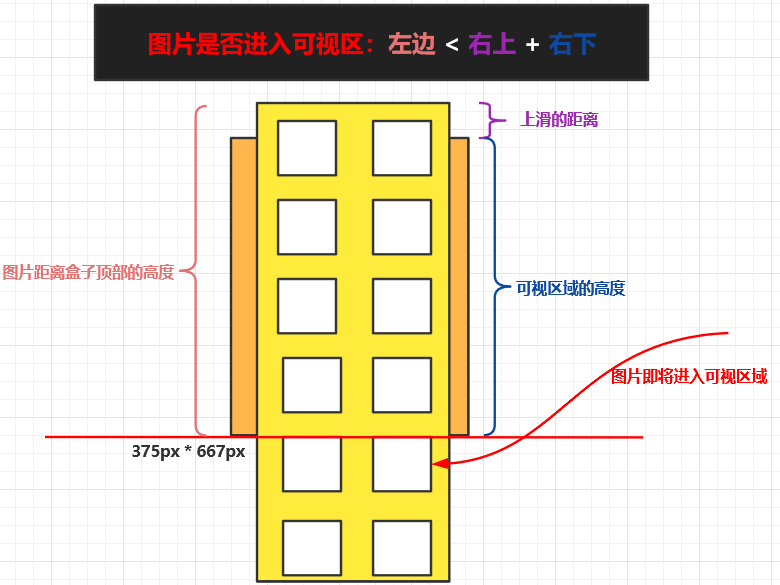 图片是否进入可视区：左边 < 右上 + 右下
上滑的距离
图片距离盒子顶部的高度
可视区域的高度
图片即将进入可视区域
375px * 667px